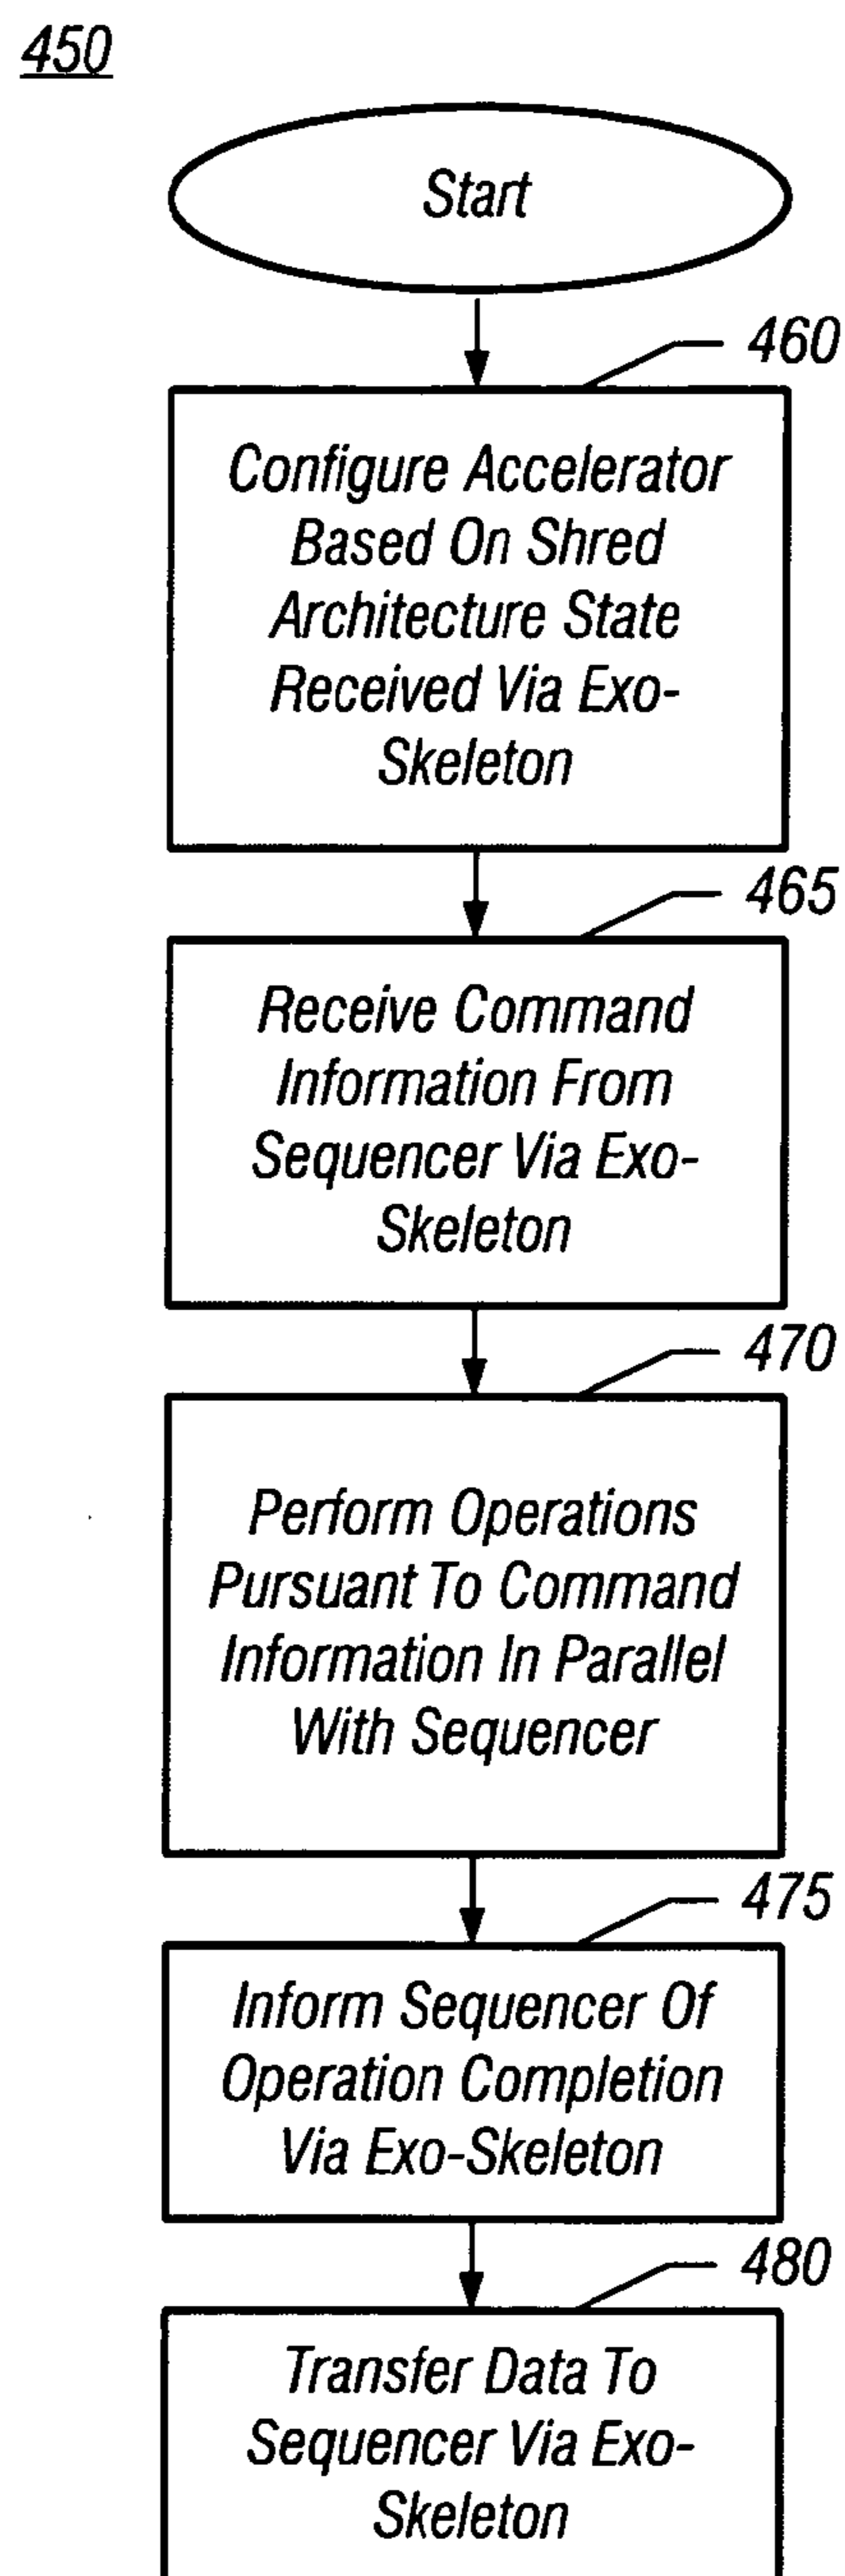 450
Start
460
Configure Accelerator
Based On Shred
Architecture State
Received Via Exo-
Skeleton
465
Receive Command
Information From
Sequencer Via Exo-
Skeleton
470
Perform Operations
Pursuant To Command
Information In Parallel
With Sequencer
475
Inform Sequencer Of
Operation Completion
Via Exo-Skeleton
480
Transfer Data To
Sequencer Via Exo-
Skeleton